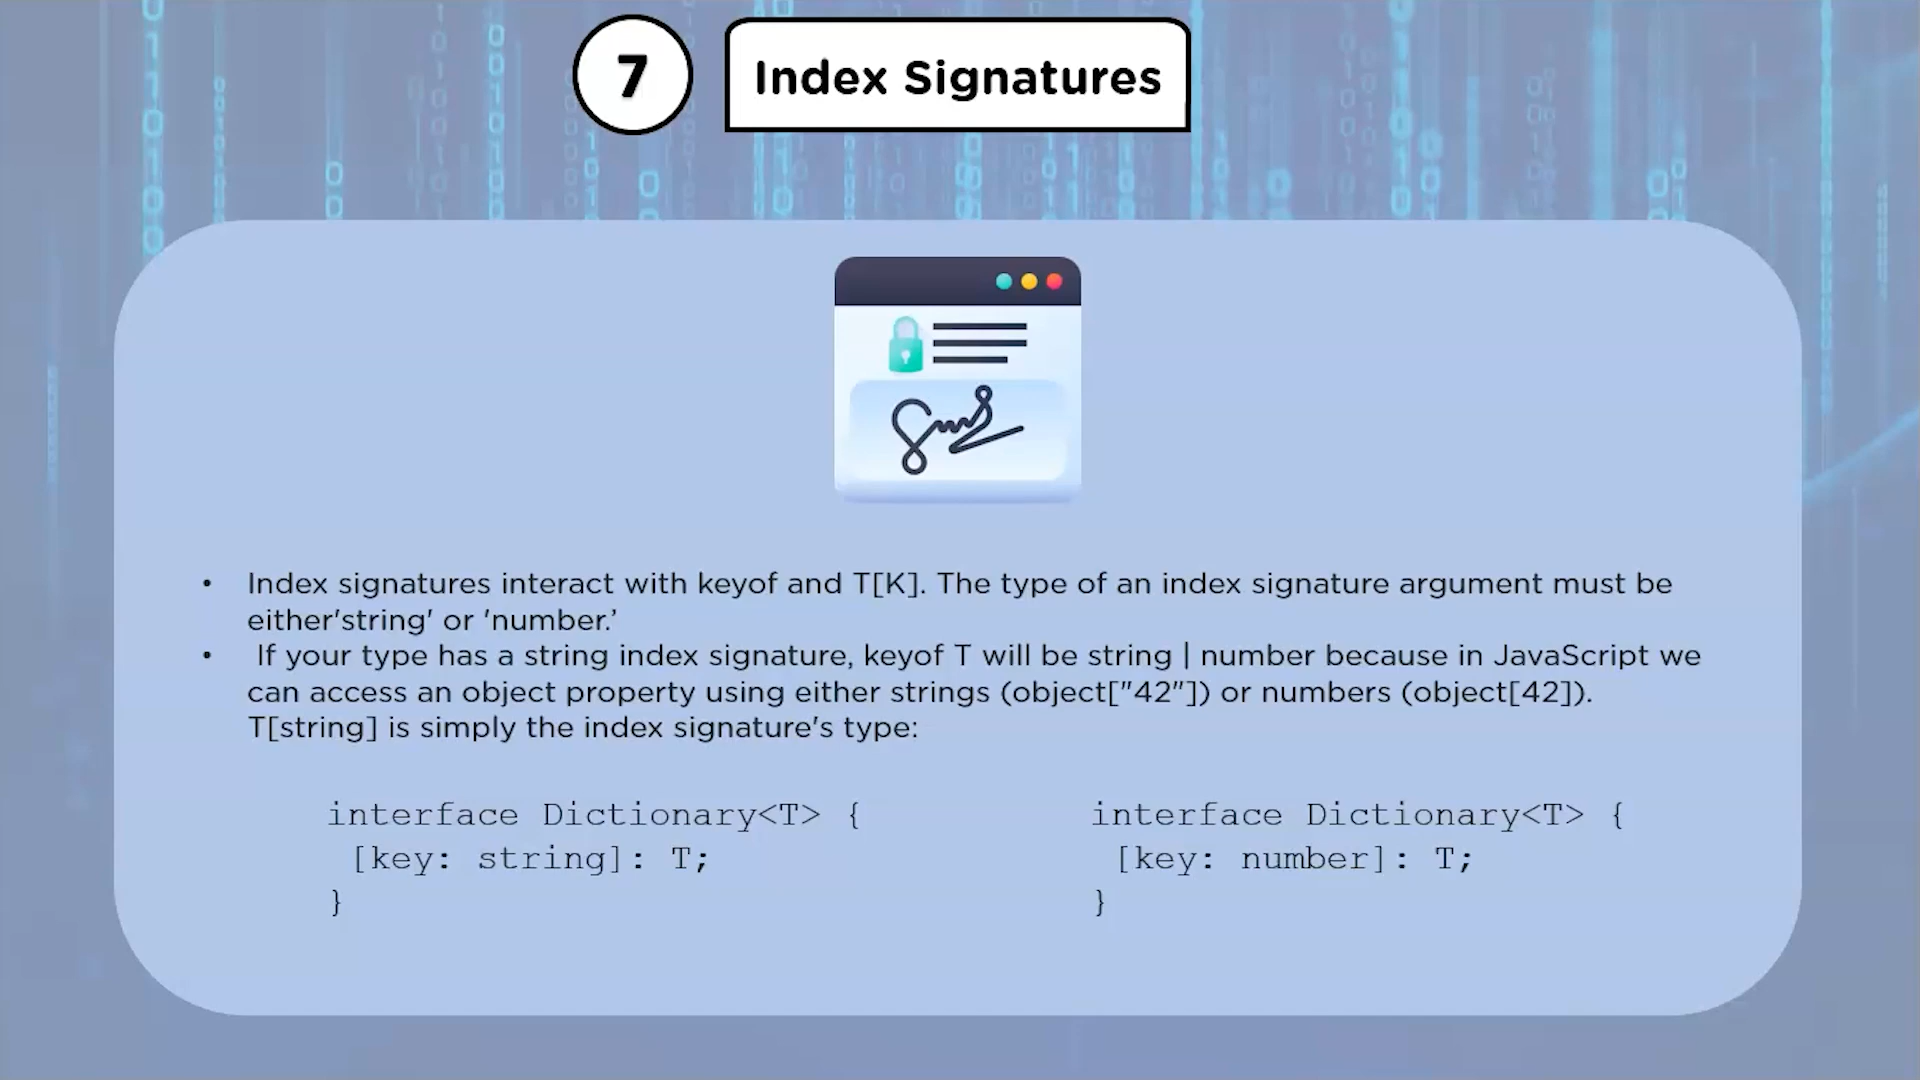 7
Index Signatures
• Index signatures interact with keyof and T[K]. The type of an index signature argument must be
either'string' or 'number.’
• If your type has a string index signature, keyof T will be string | number because in JavaScript we
can access an object property using either strings (object["42"]) or numbers (object[42]).
T[string] is simply the index signature's type:
interface Dictionary<T> {
[key: string]: T;
}
interface Dictionary<T> {
[key: number]: T;
}